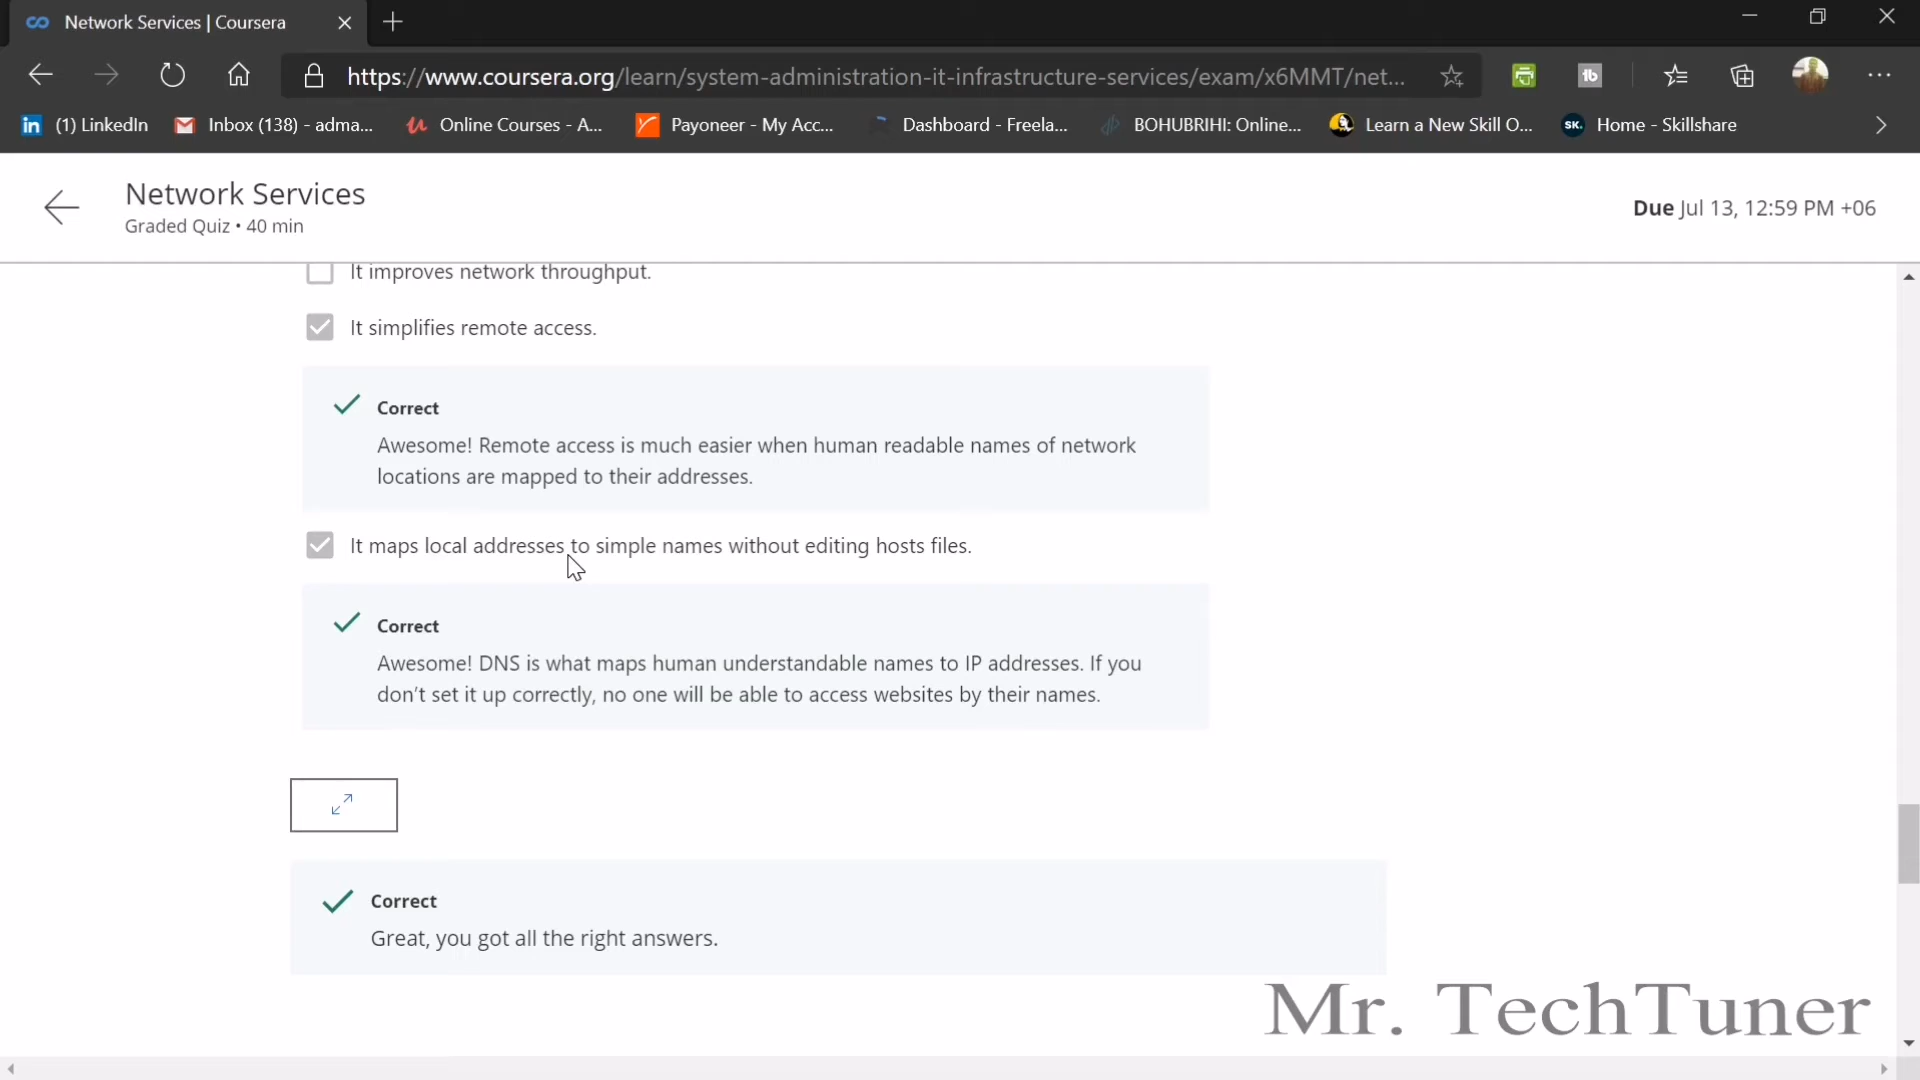 Network Services | Coursera
https://www.coursera.org/learn/system-administration-it-infrastructure-services/exam/x6MMT/net...
(1) LinkedIn
Inbox (138) - adma...
Online Courses - A...
Payoneer - My Acc...
Dashboard - Freela...
BOHUBRIHI: Online...
Learn a New Skill O...
SK.
Home - Skillshare
Network Services
Graded Quiz • 40 min
Due Jul 13, 12:59 PM +06
It improves network throughput.
It simplifies remote access.
Correct
Awesome! Remote access is much easier when human readable names of network
locations are mapped to their addresses.
It maps local addresses to simple names without editing hosts files.
Correct
Awesome! DNS is what maps human understandable names to IP addresses. If you
don't set it up correctly, no one will be able to access websites by their names.
Correct
Great, you got all the right answers.
Mr. TechTuner